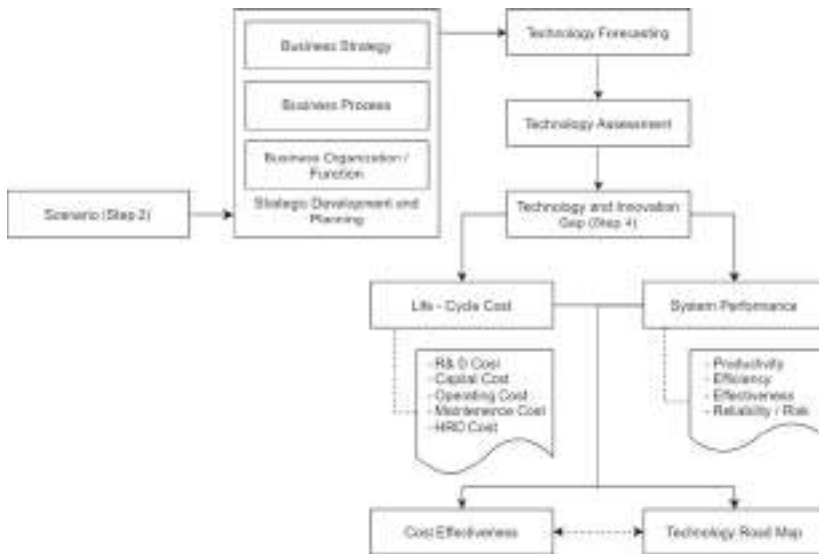 Business Strategy
Technology Forecasting
Business Process
Technology Assessment
Business Organization /
Function
Scenario (Step 2)
Strategic Development and
Planning
Technology and Innovation
Gap (Step 4)
Life - Cycle Cost
System Performance
- R& D Cost
- Capital Cost
- Operating Cost
- Maintenence Cost
- HRD Cost
- Productivity
- Efficiency
- Effectiveness
- Reliability / Risk
Cost Effectiveness
Technology Road Map